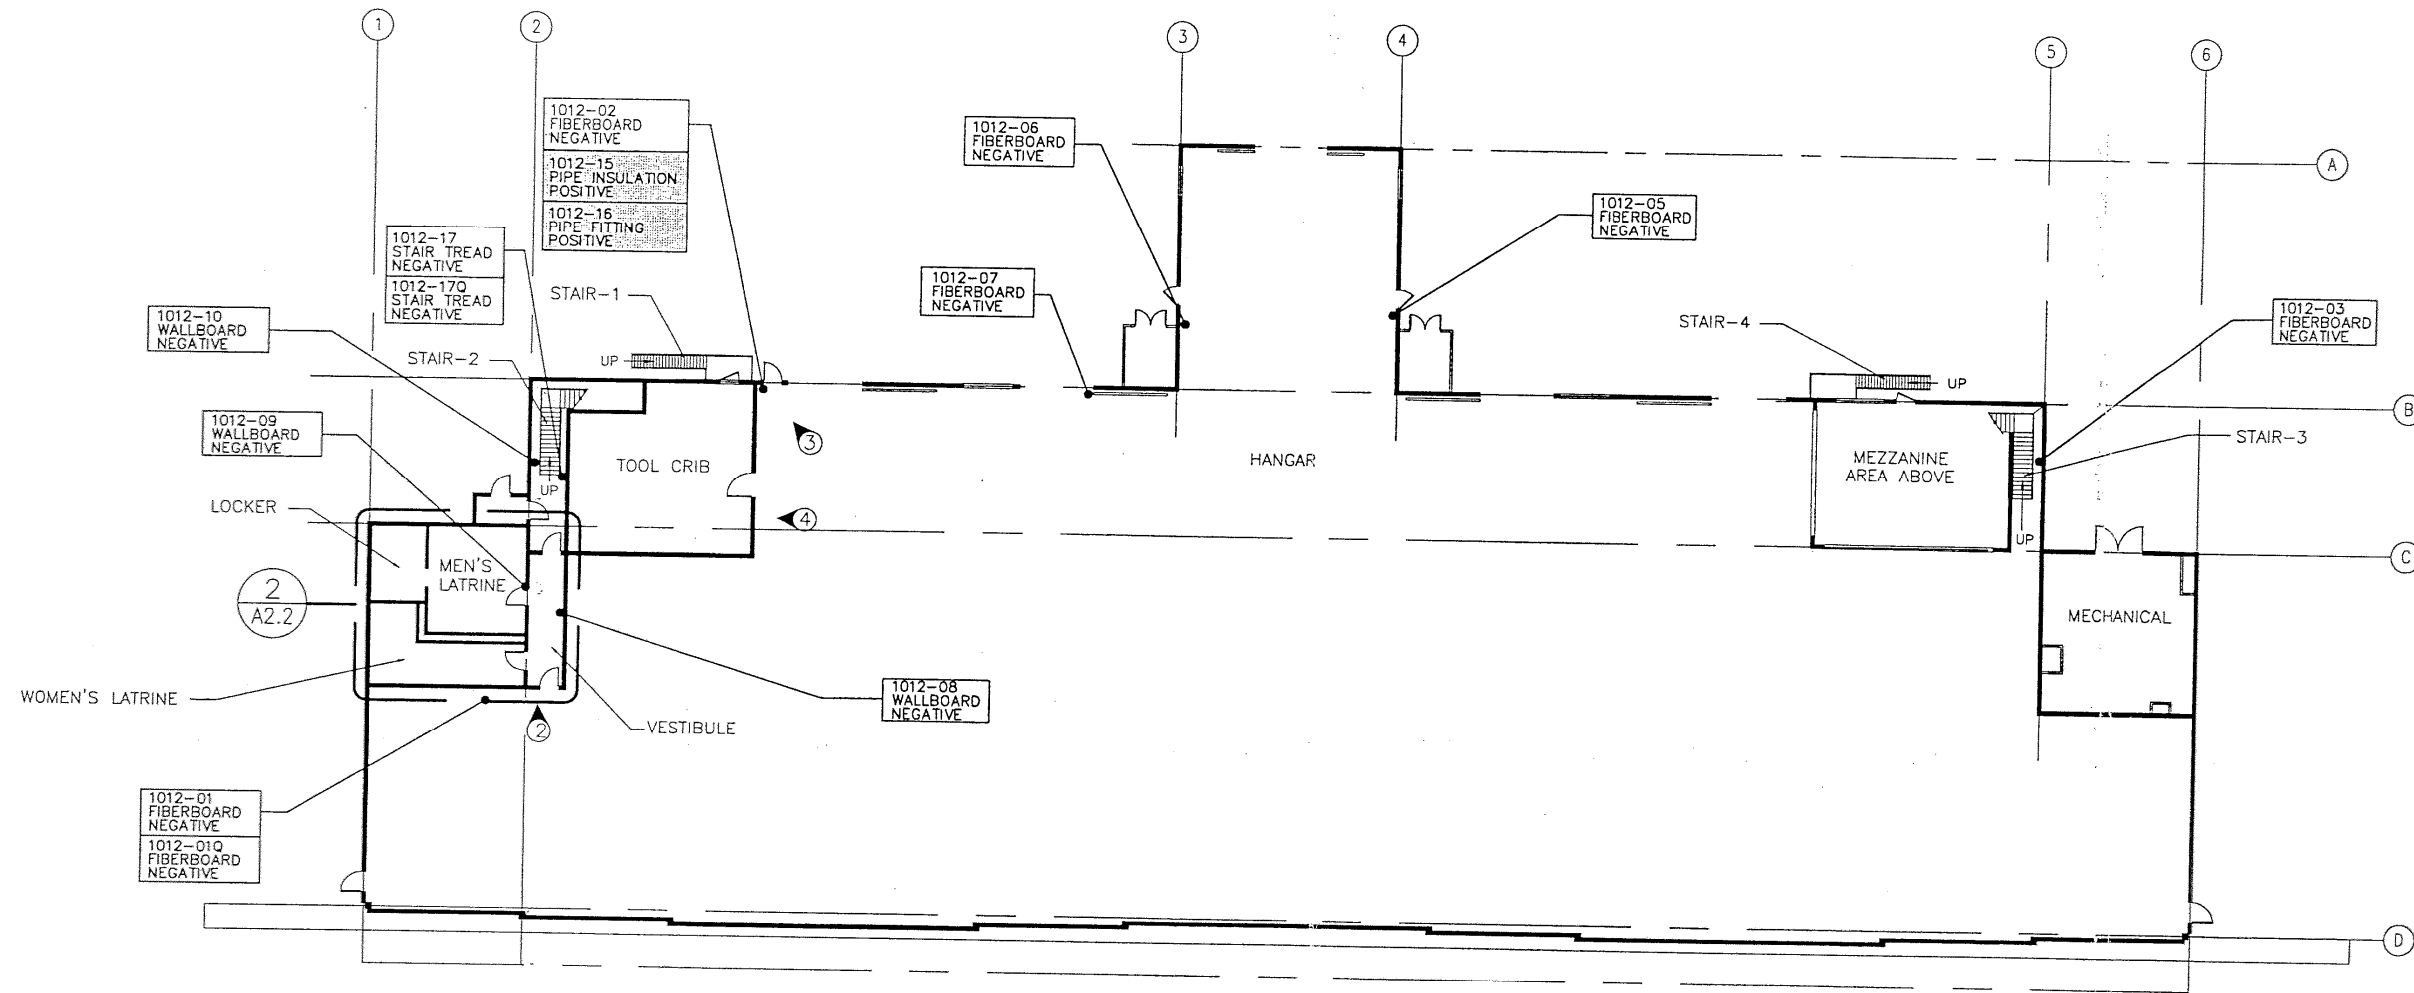 1
2
3
4
5
6
1012-02
FIBERBOARD
NEGATIVE
1012-15
PIPE INSULATION
POSITIVE
1012-16
PIPE FITTING
POSITIVE
1012-06
FIBERBOARD
NEGATIVE
A
1012-05
FIBERBOARD
NEGATIVE
1012-17
STAIR TREAD
NEGATIVE
1012-17Q
STAIR TREAD
NEGATIVE
1012-07
FIBERBOARD
NEGATIVE
STAIR-1
1012-10
WALLBOARD
NEGATIVE
1012-03
FIBERBOARD
NEGATIVE
STAIR-4
STAIR-2
UP
UP
B
1012-09
WALLBOARD
NEGATIVE
3
STAIR-3
TOOL CRIB
HANGAR
MEZZANINE
AREA ABOVE
UP
LOCKER
4
UP
C
MEN'S
LATRINE
2
A2.2
MECHANICAL
WOMEN'S LATRINE
1012-08
WALLBOARD
NEGATIVE
2
VESTIBULE
1012-01
FIBERBOARD
NEGATIVE
1012-01Q
FIBERBOARD
NEGATIVE
D